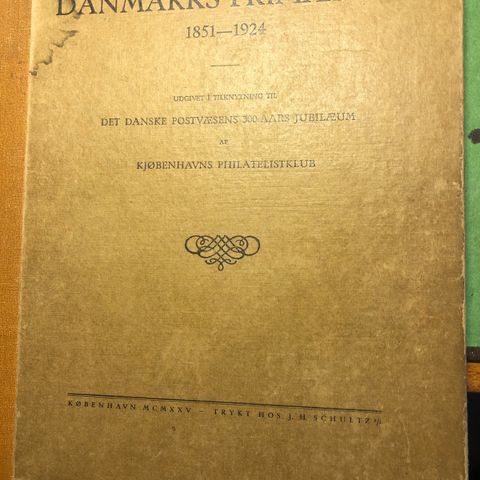 DANMARKS
1851—1924
UDGIVET I TILKNYTNING TIL
DET DANSKE POSTVÆSENS 300-AARS JUBILÆUM
AF
KJØBENHAVNS PHILATELISTKLUB
KØBENHAVN MCMXXV — TRYKT HOS J. H. SCHULTZ A/S